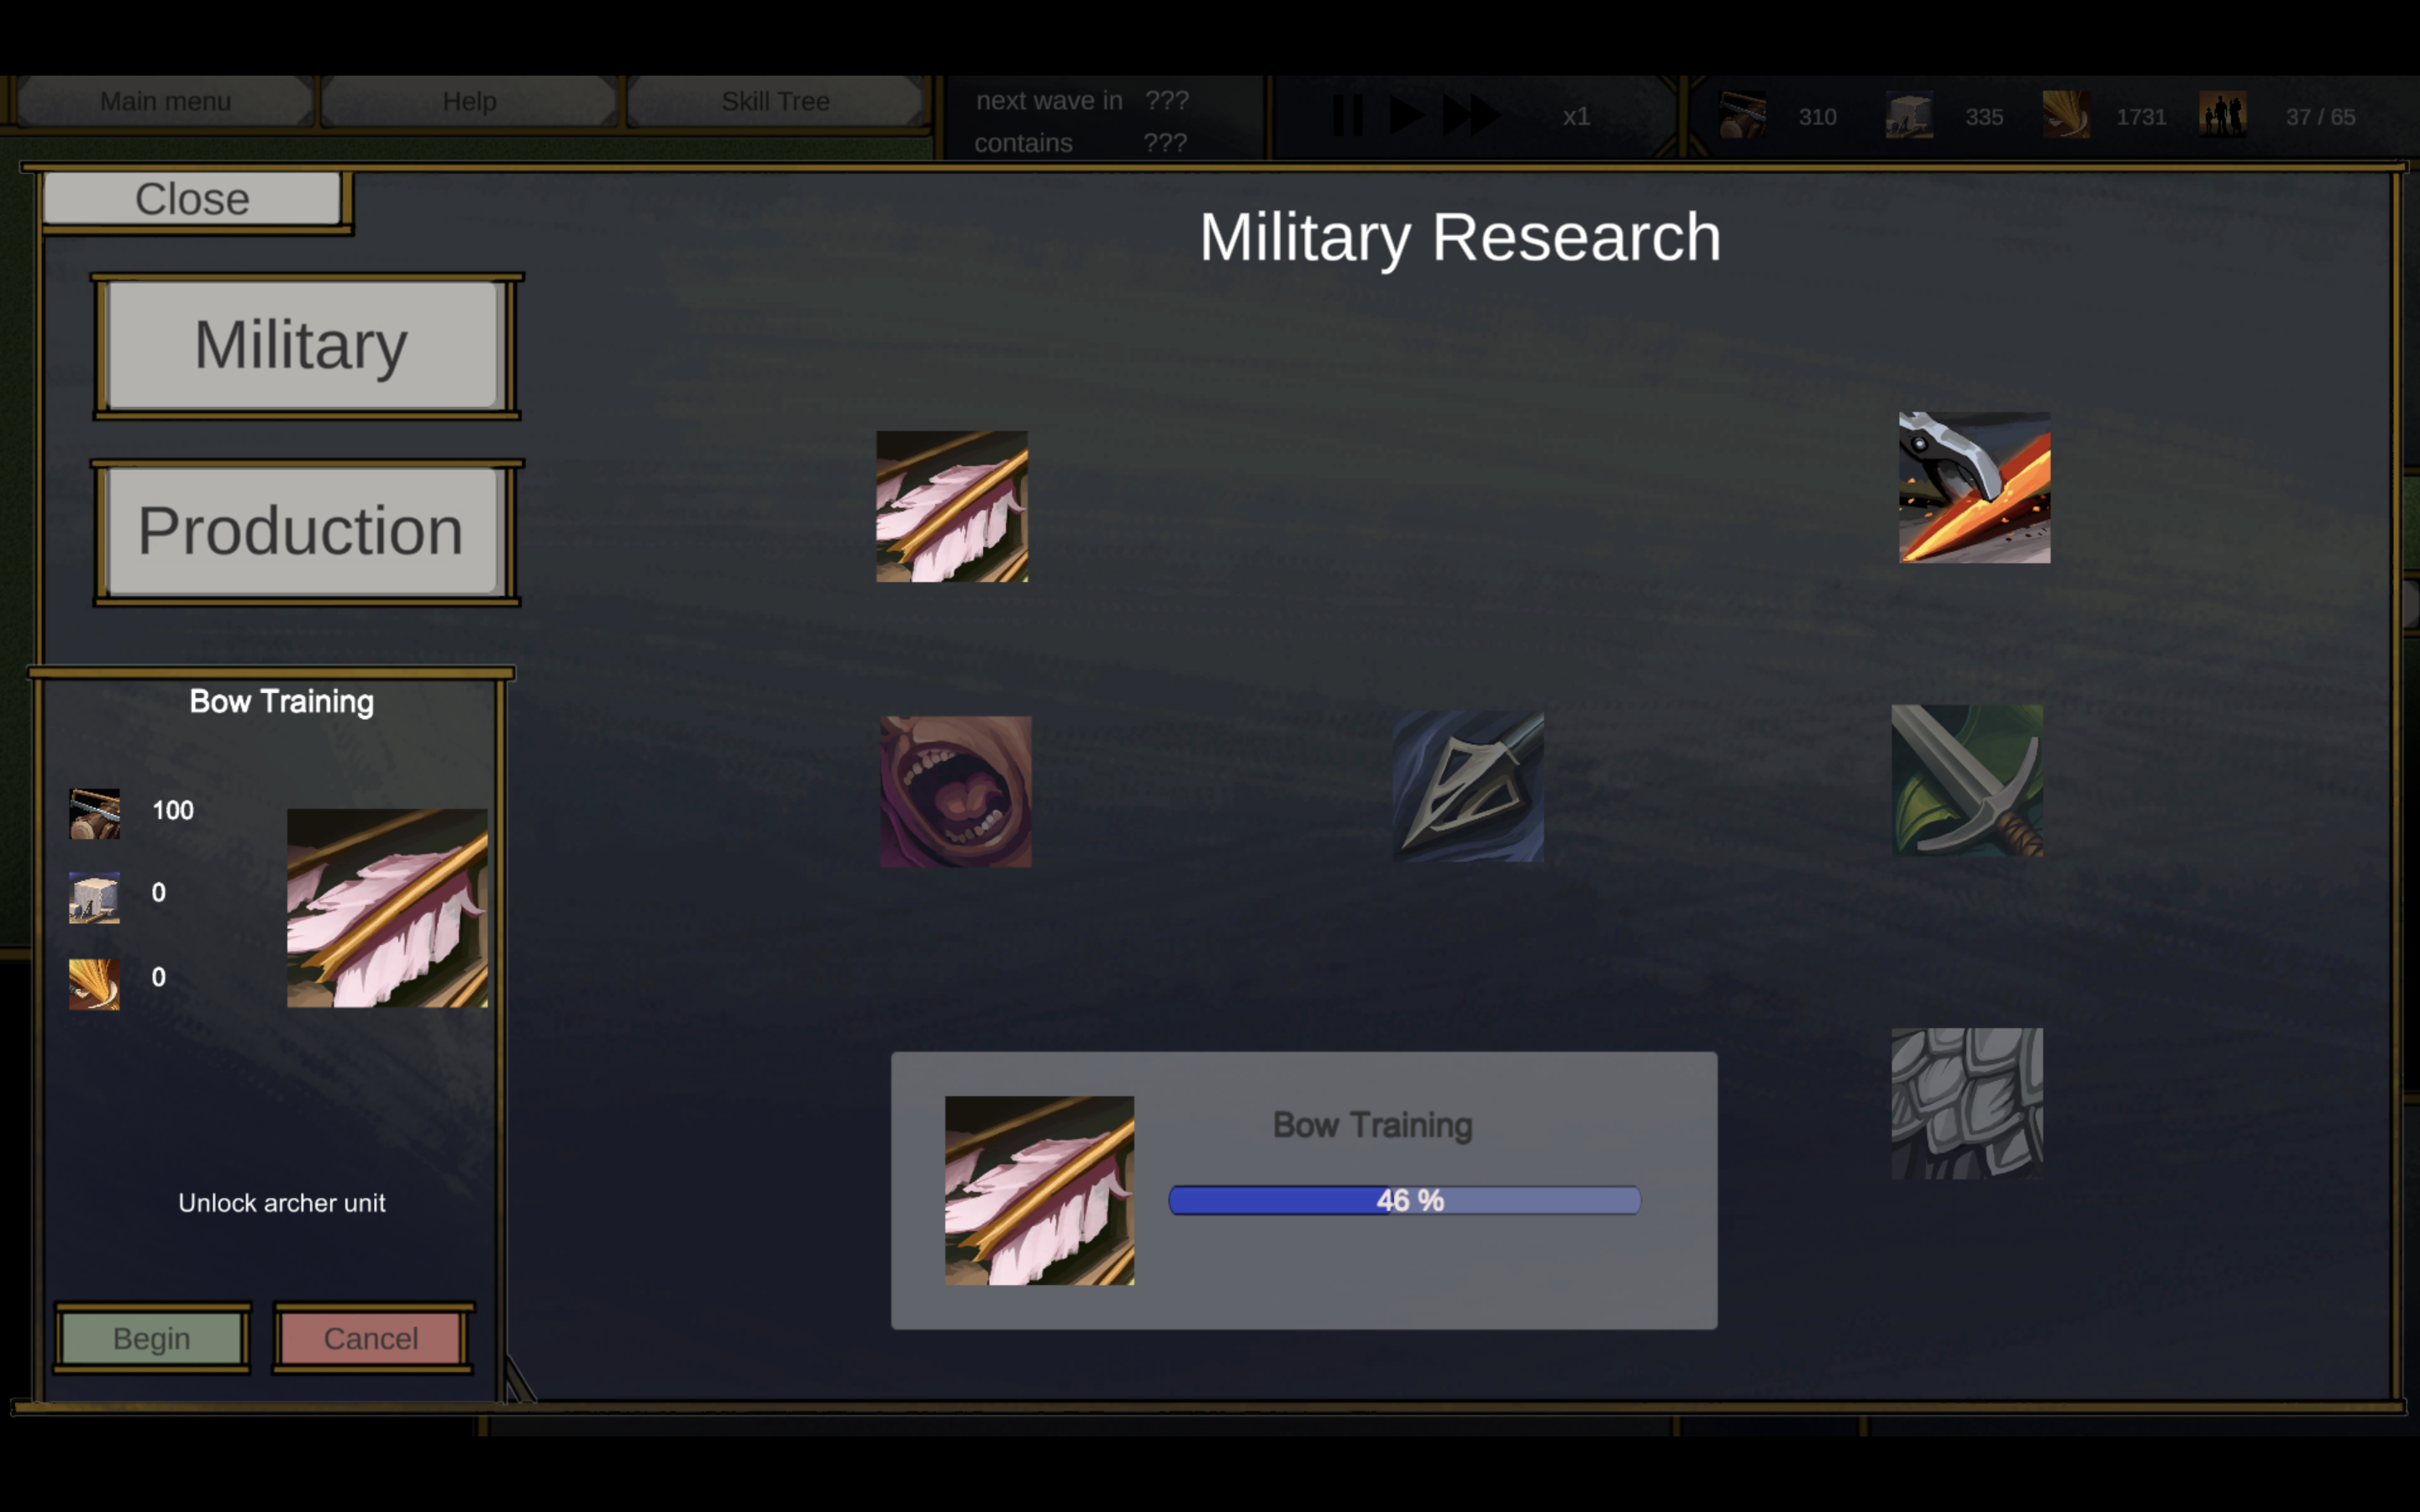 Main menu
Help
Skill Tree
next wave in ???
contains ???
x1
310
335
1731
37 / 65
Close
Military Research
Military
Production
Bow Training
100
0
0
Unlock archer unit
Begin
Cancel
Bow Training
46 %